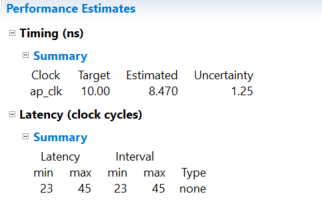 Performance Estimates
Timing (ns)
Summary
Clock Target Estimated Uncertainty
ap_clk 10.00 8.470 1.25
Latency (clock cycles)
Summary
Latency Interval
min max min max Type
23 45 23 45 none